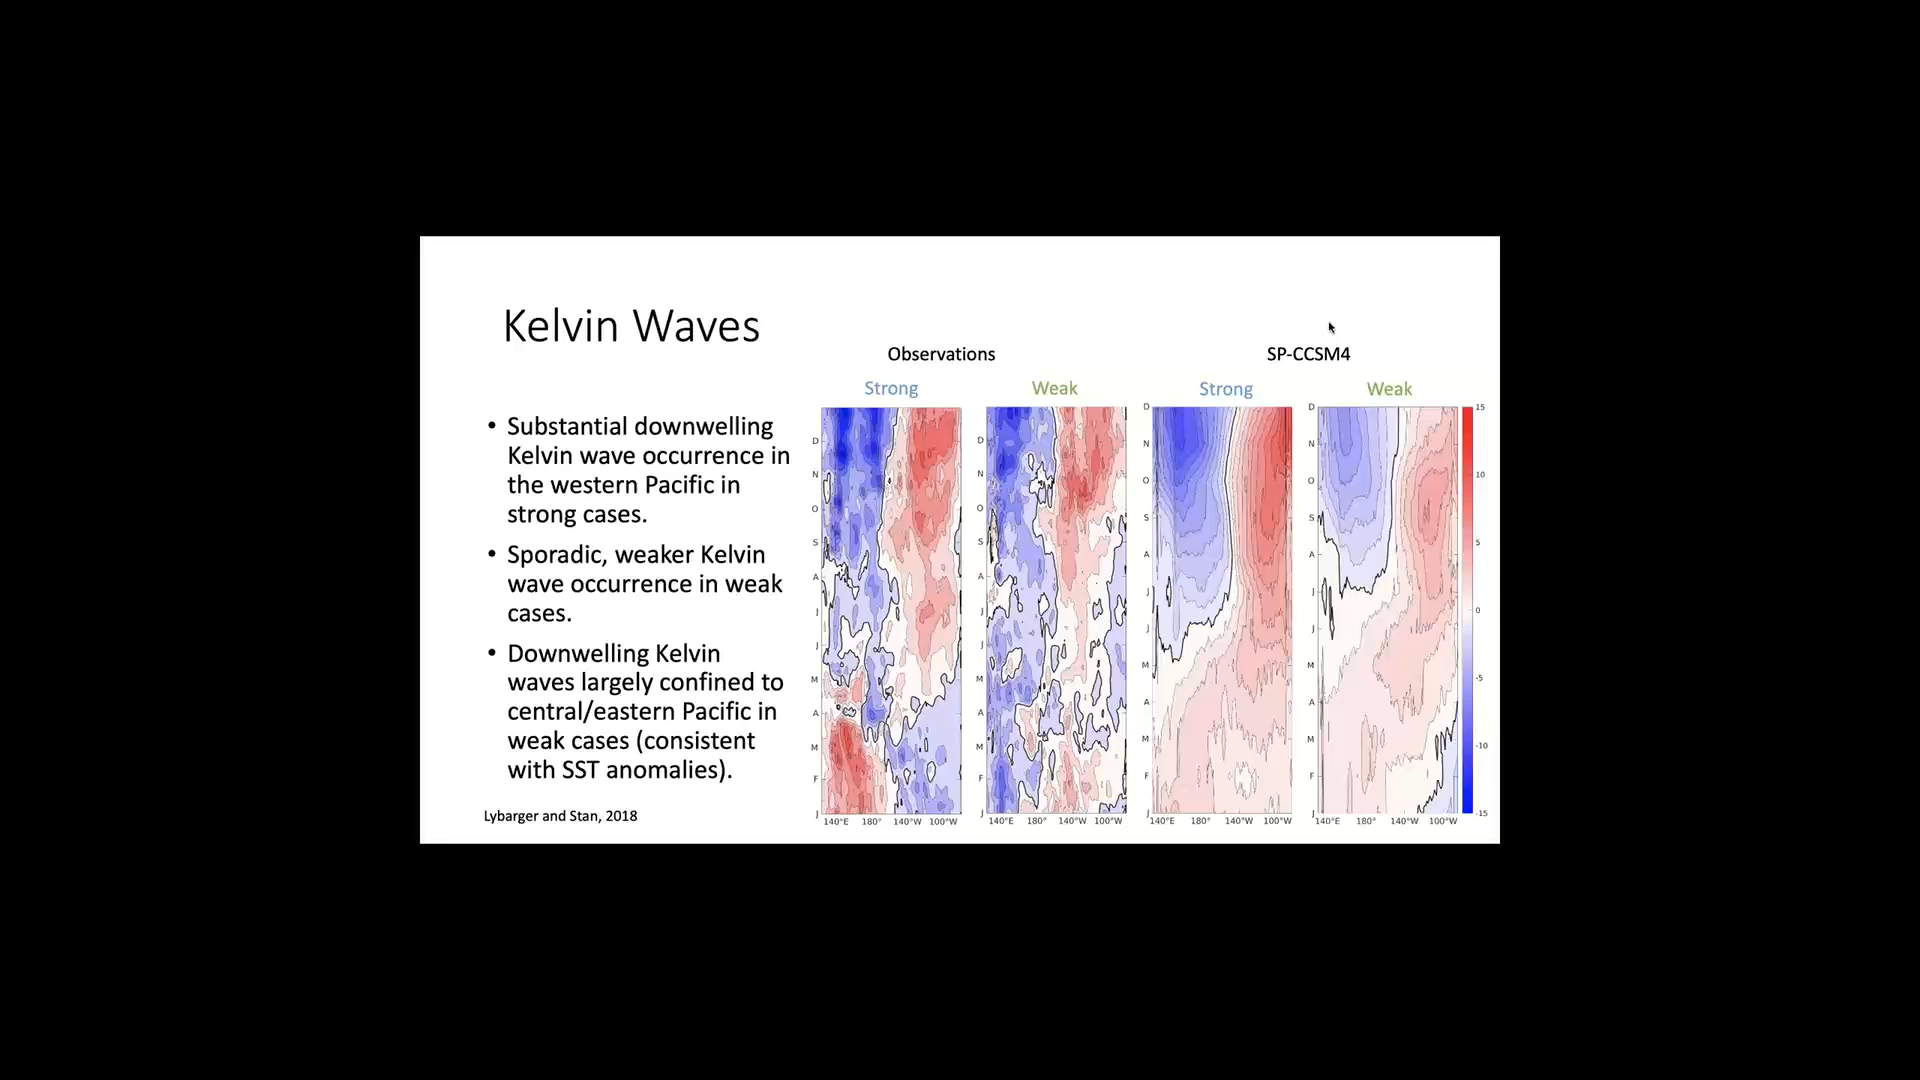 Kelvin Waves
• Substantial downwelling
Kelvin wave occurrence in
the western Pacific in
strong cases.
• Sporadic, weaker Kelvin
wave occurrence in weak
cases.
• Downwelling Kelvin
waves largely confined to
central/eastern Pacific in
weak cases (consistent
with SST anomalies).
Lybarger and Stan, 2018
Observations
SP-CCSM4
Strong
Weak
Strong
Weak
D
N
O
S
A
J
J
M
A
M
F
J
140°E 180° 140°W 100°W
D
N
O
S
A
J
J
M
A
M
F
J
140°E 180° 140°W 100°W
D
N
O
S
A
J
J
M
A
M
F
J
140°E 180° 140°W 100°W
D
N
O
S
A
J
J
M
A
M
F
J
140°E 180° 140°W 100°W
15
10
5
0
-5
-10
-15